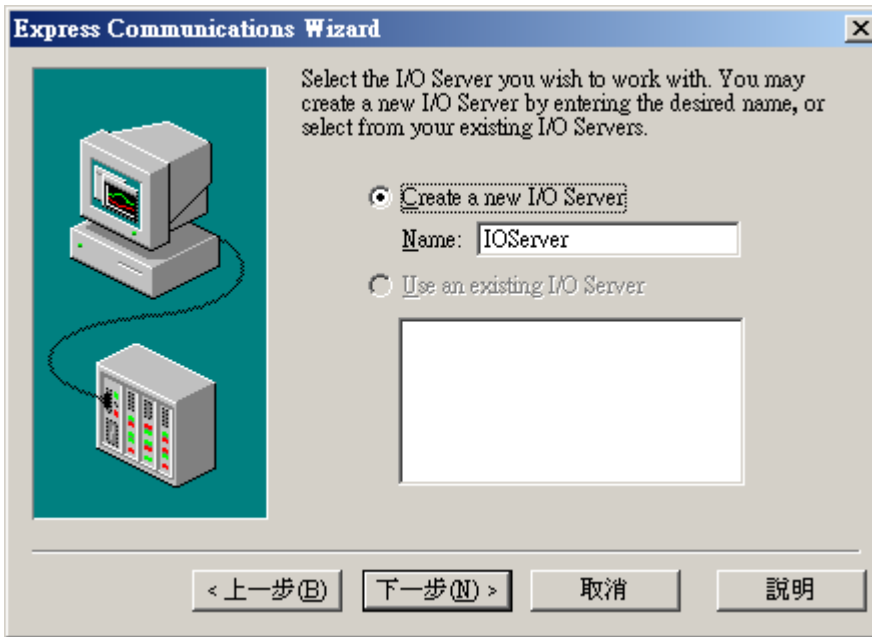 Express Communications Wizard
Select the I/O Server you wish to work with. You may
create a new I/O Server by entering the desired name, or
select from your existing I/O Servers.
Create a new I/O Server
Name: IOServer
Use an existing I/O Server
<上一步(B) 下一步(N)> 取消 說明